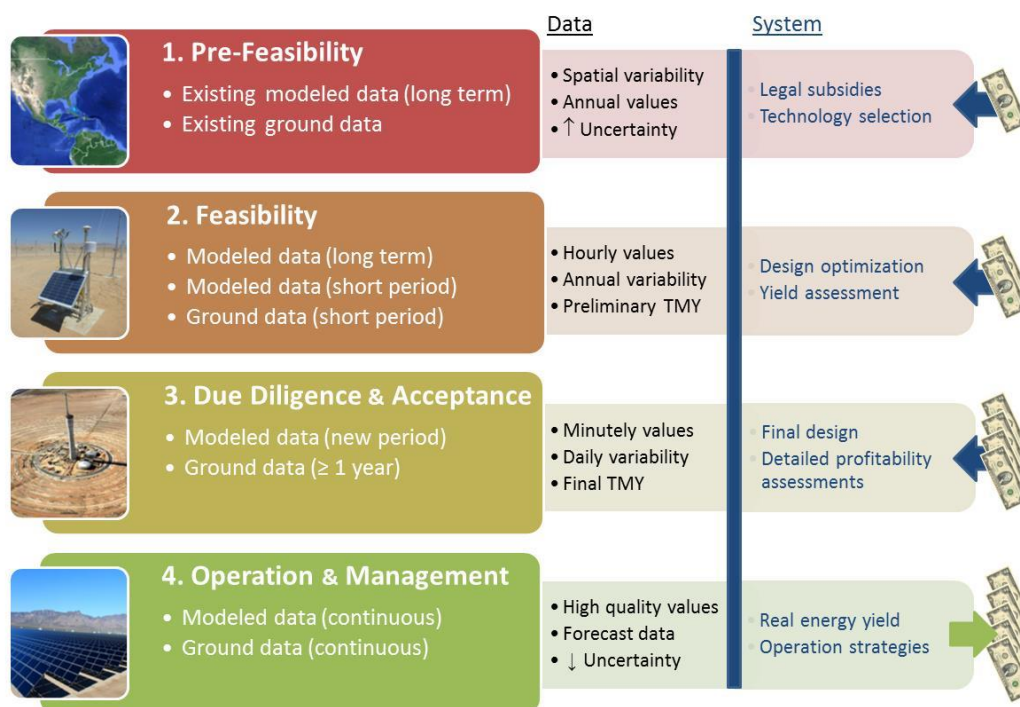 Data
System
1. Pre-Feasibility
• Existing modeled data (long term)
• Existing ground data
• Spatial variability
• Annual values
• ↑ Uncertainty
• Legal subsidies
• Technology selection
2. Feasibility
• Modeled data (long term)
• Modeled data (short period)
• Ground data (short period)
• Hourly values
• Annual variability
• Preliminary TMY
• Design optimization
• Yield assessment
3. Due Diligence & Acceptance
• Modeled data (new period)
• Ground data (≥ 1 year)
• Minutely values
• Daily variability
• Final TMY
• Final design
• Detailed profitability
assessments
4. Operation & Management
• Modeled data (continuous)
• Ground data (continuous)
• High quality values
• Forecast data
• ↓ Uncertainty
• Real energy yield
• Operation strategies